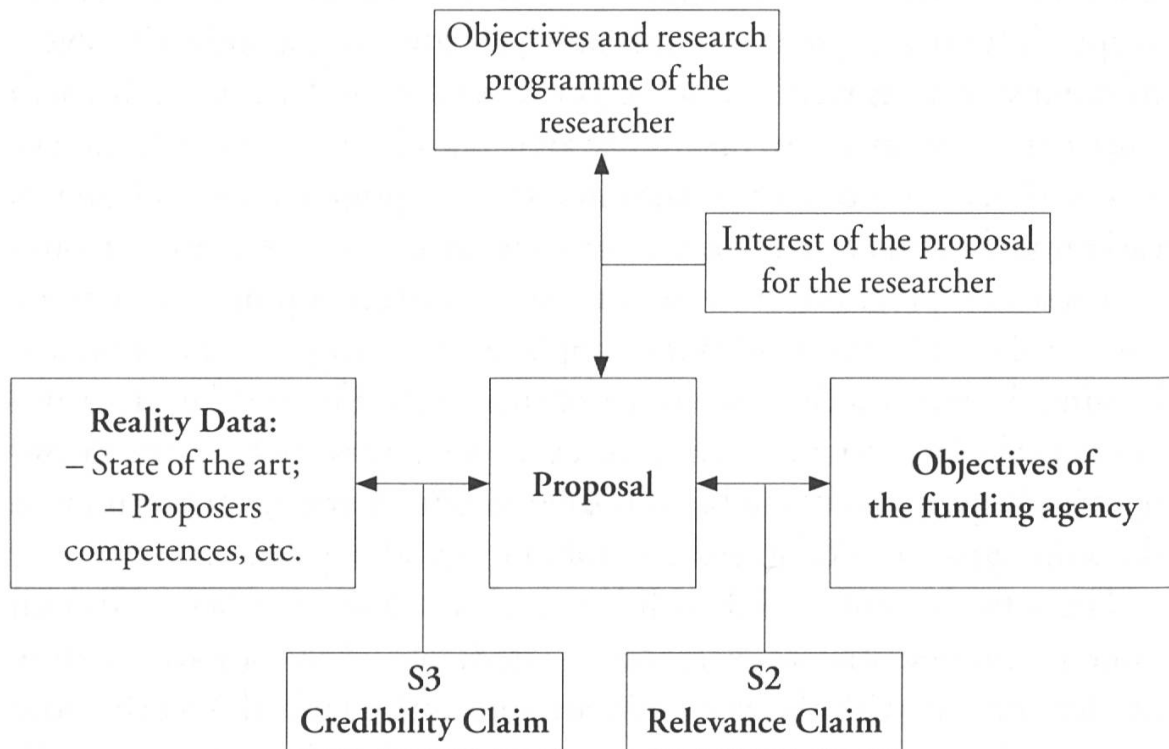 Objectives and research
programme of the
researcher
Interest of the proposal
for the researcher
Reality Data:
– State of the art;
– Proposers
competences, etc.
Proposal
Objectives of
the funding agency
S3
Credibility Claim
S2
Relevance Claim